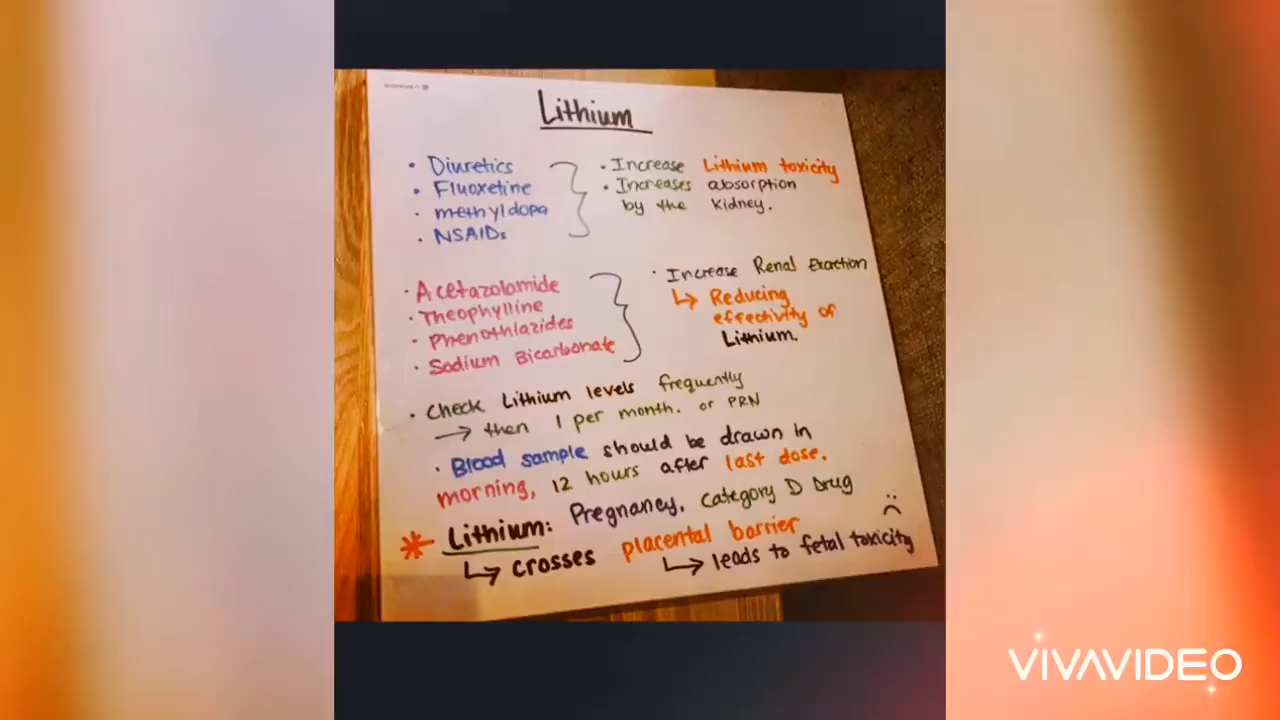 Lithium
• Diuretics
• Fluoxetine
• methyldopa
• NSAIDs
• Increase Lithium toxicity
• Increases absorption
by the kidney.
• Acetazolamide
• Theophylline
• Phenothiazides
• Sodium Bicarbonate
• Increase Renal Excretion
↳ Reducing
effectivity of
Lithium.
• Check Lithium levels frequently
→ then 1 per month. or PRN
• Blood sample should be drawn in
morning, 12 hours after last dose.
Lithium: Pregnancy, Category D Drug
↳ crosses placental barrier
↳ leads to fetal toxicity
VIVAVIDEO